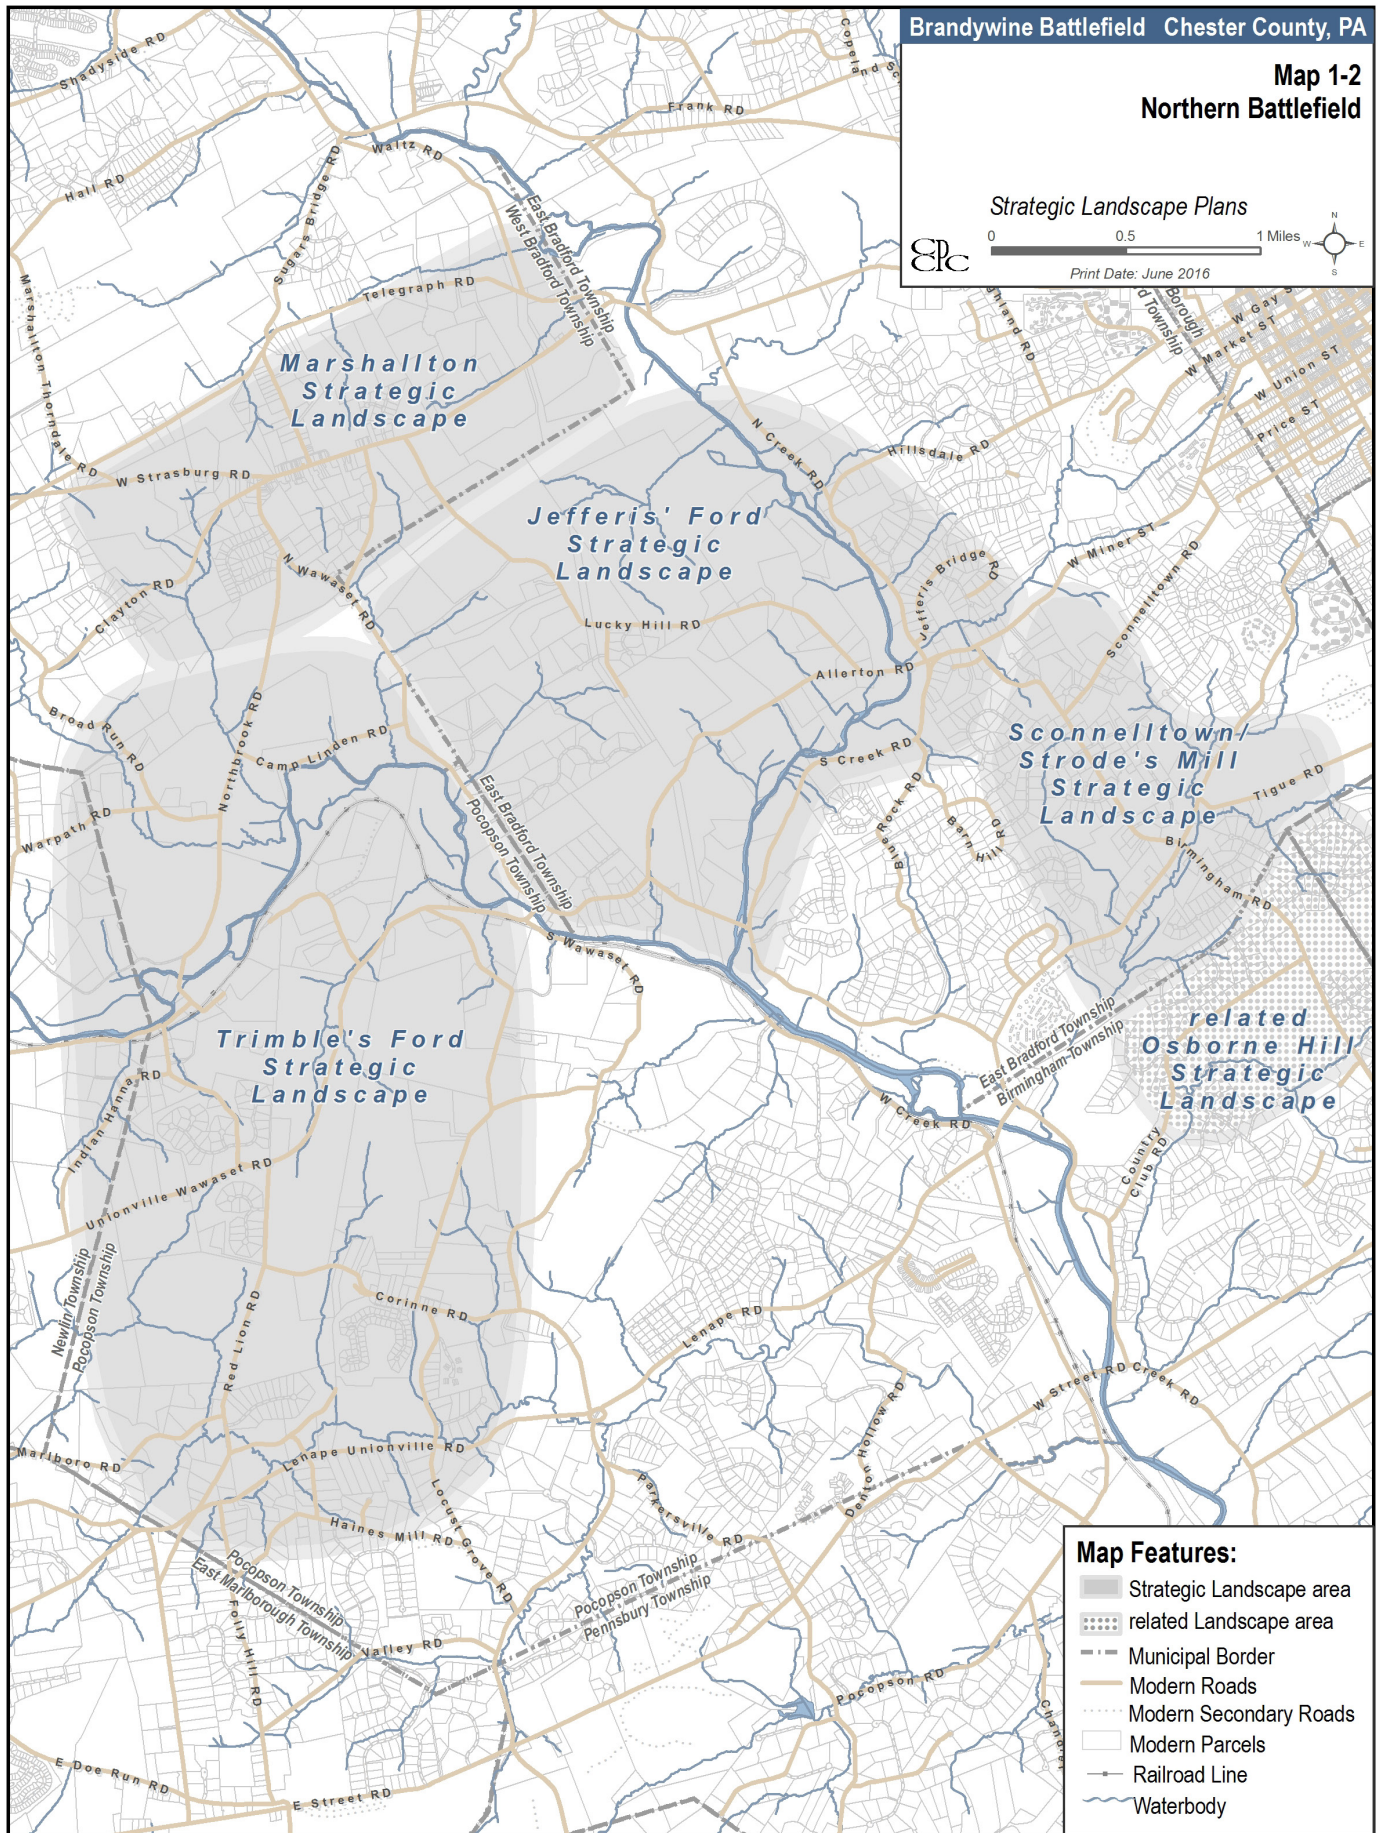 Brandywine Battlefield Chester County, PA
Map 1-2
Northern Battlefield
Strategic Landscape Plans
0 0.5 1 Miles
N
W E
S
CCPC
Print Date: June 2016
Shadyside RD
Frank RD
Waltz RD
Hall RD
Sugars Bridge RD
East Bradford Township
West Bradford Township
Telegraph RD
Marshallton Thorndale RD
Borough
W Gay S
W Market ST
W Union ST
Price ST
Marshallton
Strategic
Landscape
N Creek RD
Hillsdale RD
W Strasburg RD
Jefferis' Ford
Strategic
Landscape
W Miner ST
Jefferis Bridge RD
Sconnelltown RD
N Wawaset RD
Clayton RD
Lucky Hill RD
Allerton RD
Broad Run RD
Northbrook RD
Camp Linden RD
S Creek RD
Sconnelltown/
Strode's Mill
Strategic
Landscape
Tigue RD
East Bradford Township
Pocopson Township
Warpath RD
Blue Rock RD
Barn Hill RD
Birmingham RD
S Wawaset RD
Trimble's Ford
Strategic
Landscape
related
Osborne Hill
Strategic
Landscape
East Bradford Township
Birmingham Township
Indian Hanna RD
W Creek RD
Country
Club RD
Unionville Wawaset RD
Newlin Township
Pocopson Township
Corinne RD
Red Lion RD
Lenape RD
W Street RD
Creek RD
Denton Hollow RD
Marlboro RD
Lenape Unionville RD
Locust Grove RD
Parkersville RD
Haines Mill RD
Pocopson Township
East Marlborough Township
Pocopson Township
Pennsbury Township
Folly Hill RD
Valley RD
Pocopson RD
E Doe Run RD
E Street RD
Map Features:
Strategic Landscape area
related Landscape area
Municipal Border
Modern Roads
Modern Secondary Roads
Modern Parcels
Railroad Line
Waterbody